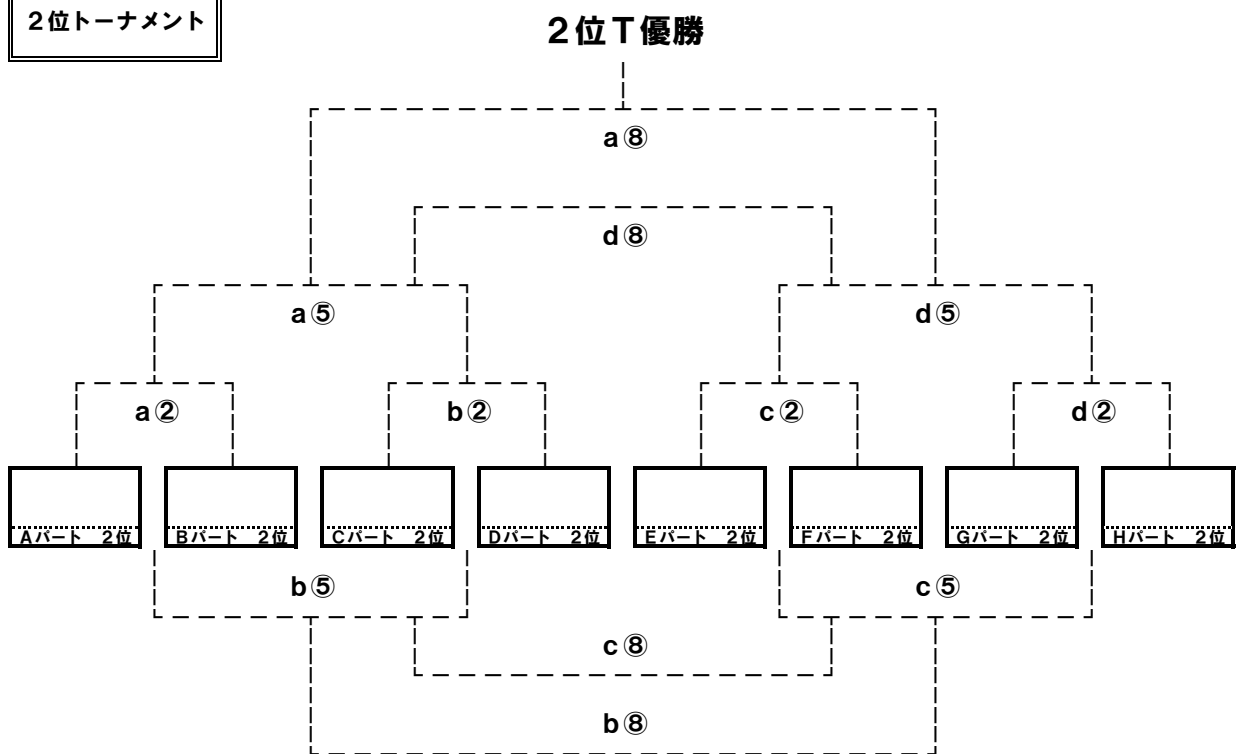 2位トーナメント
２位Ｔ優勝
a⑧
d⑧
a⑤ d⑤
a② b② c② d②
Aパート 2位 Bパート 2位 Cパート 2位 Dパート 2位 Eパート 2位 Fパート 2位 Gパート 2位 Hパート 2位
b⑤ c⑤
c⑧
b⑧